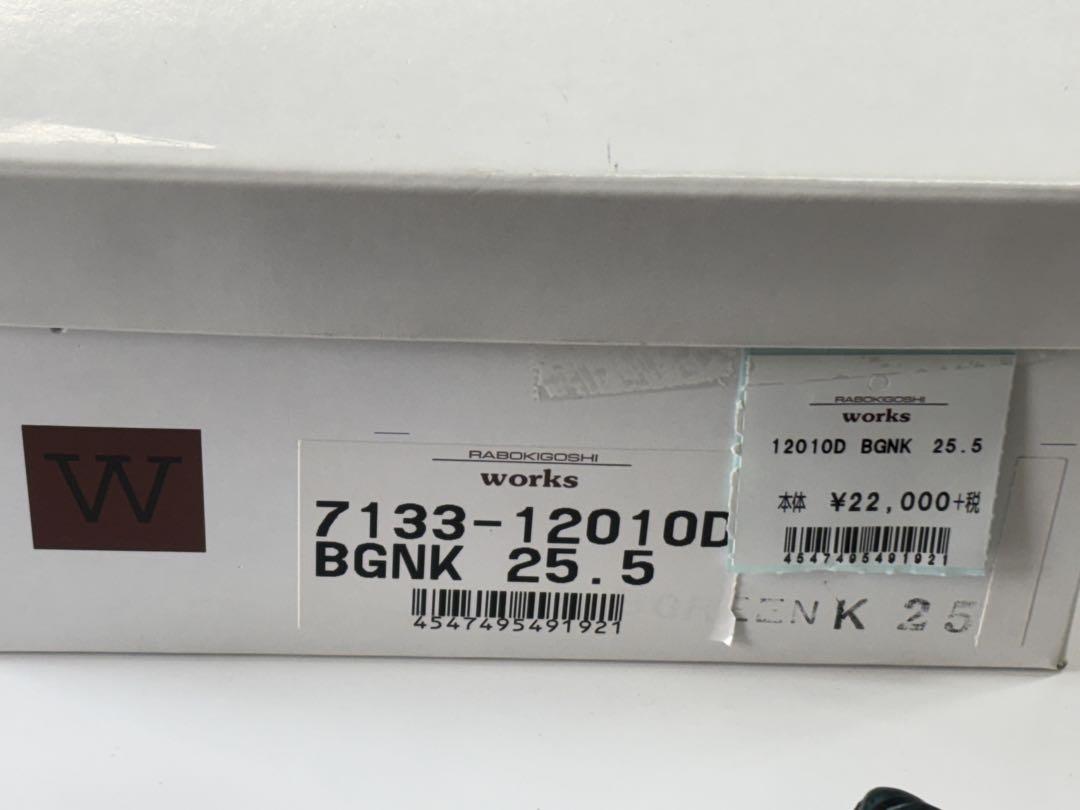 W
RABOKIGOSHI
works
7133-12010D
BGNK 25.5
4547495491921
RABOKIGOSHI
works
12010D BGNK 25.5
本体 ¥22,000+税
4547495491921
K 25